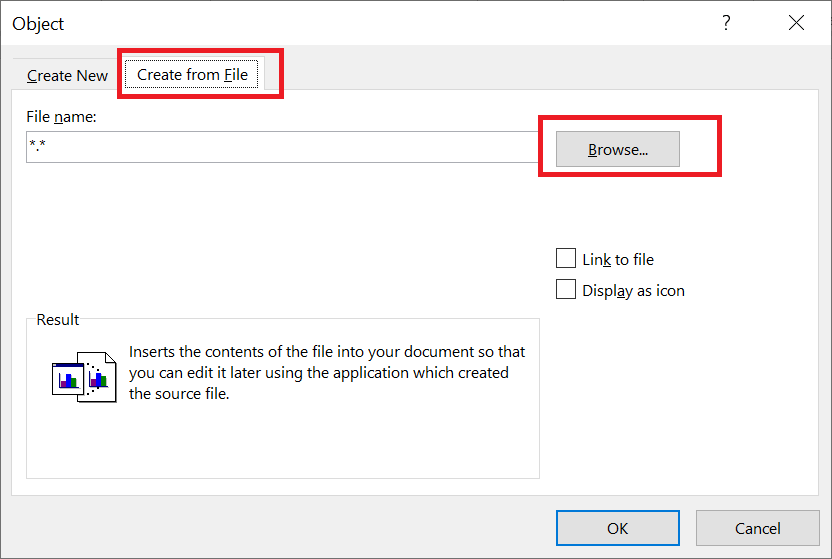 Object
?
Create New
Create from File
File name:
*.*
Browse...
Link to file
Display as icon
Result
Inserts the contents of the file into your document so that
you can edit it later using the application which created
the source file.
OK
Cancel